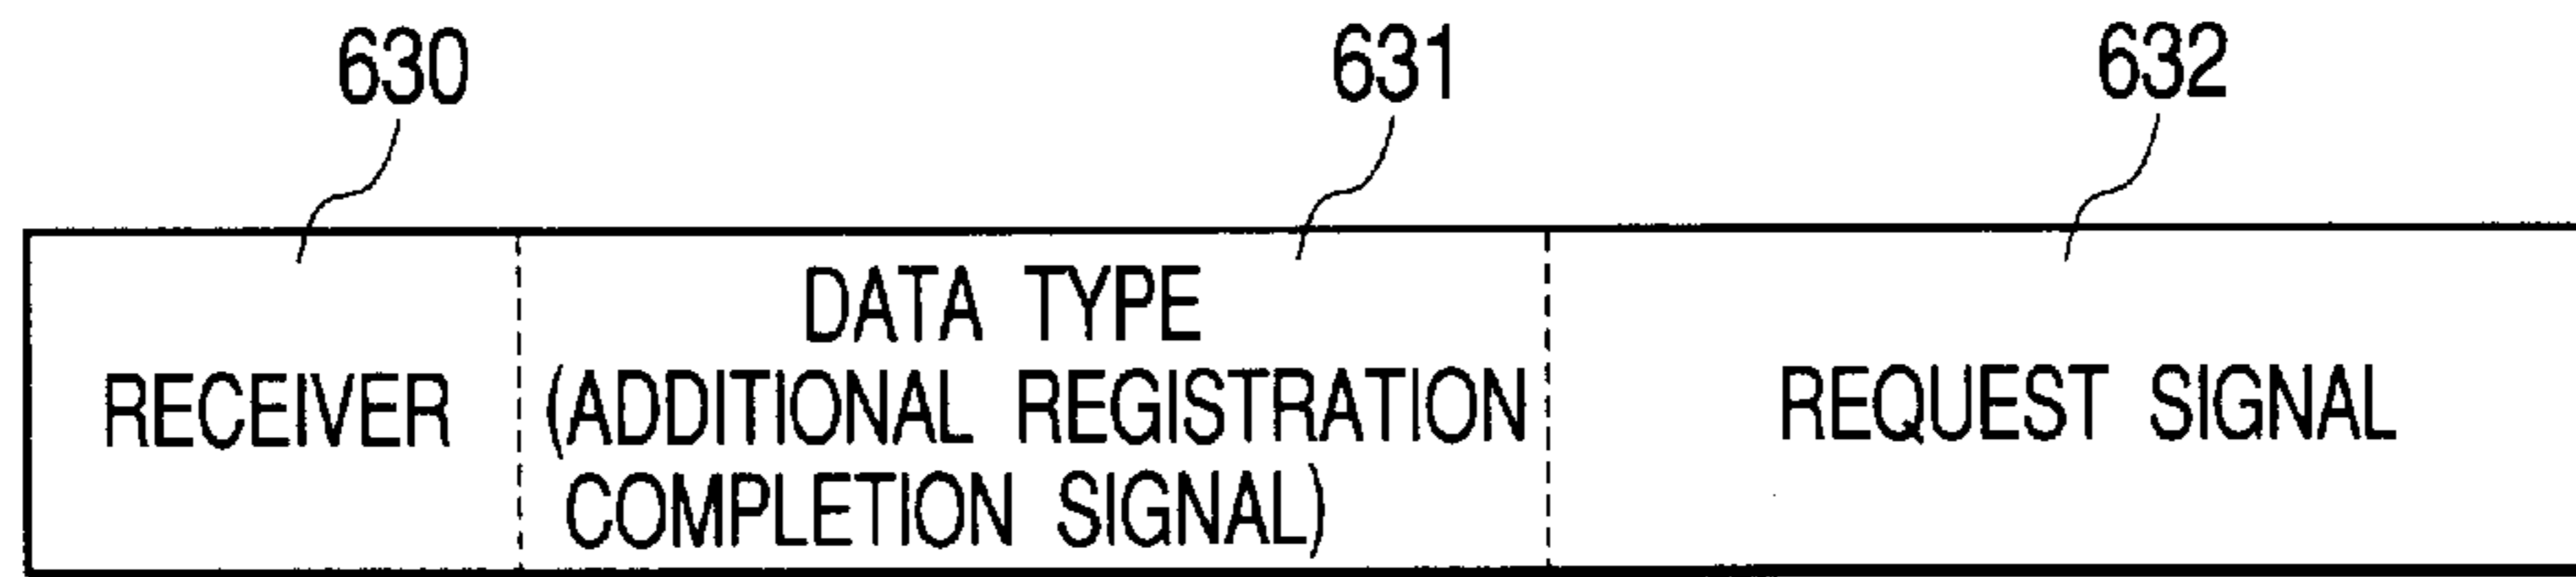 630
631
632
RECEIVER
DATA TYPE
(ADDITIONAL REGISTRATION
COMPLETION SIGNAL)
REQUEST SIGNAL